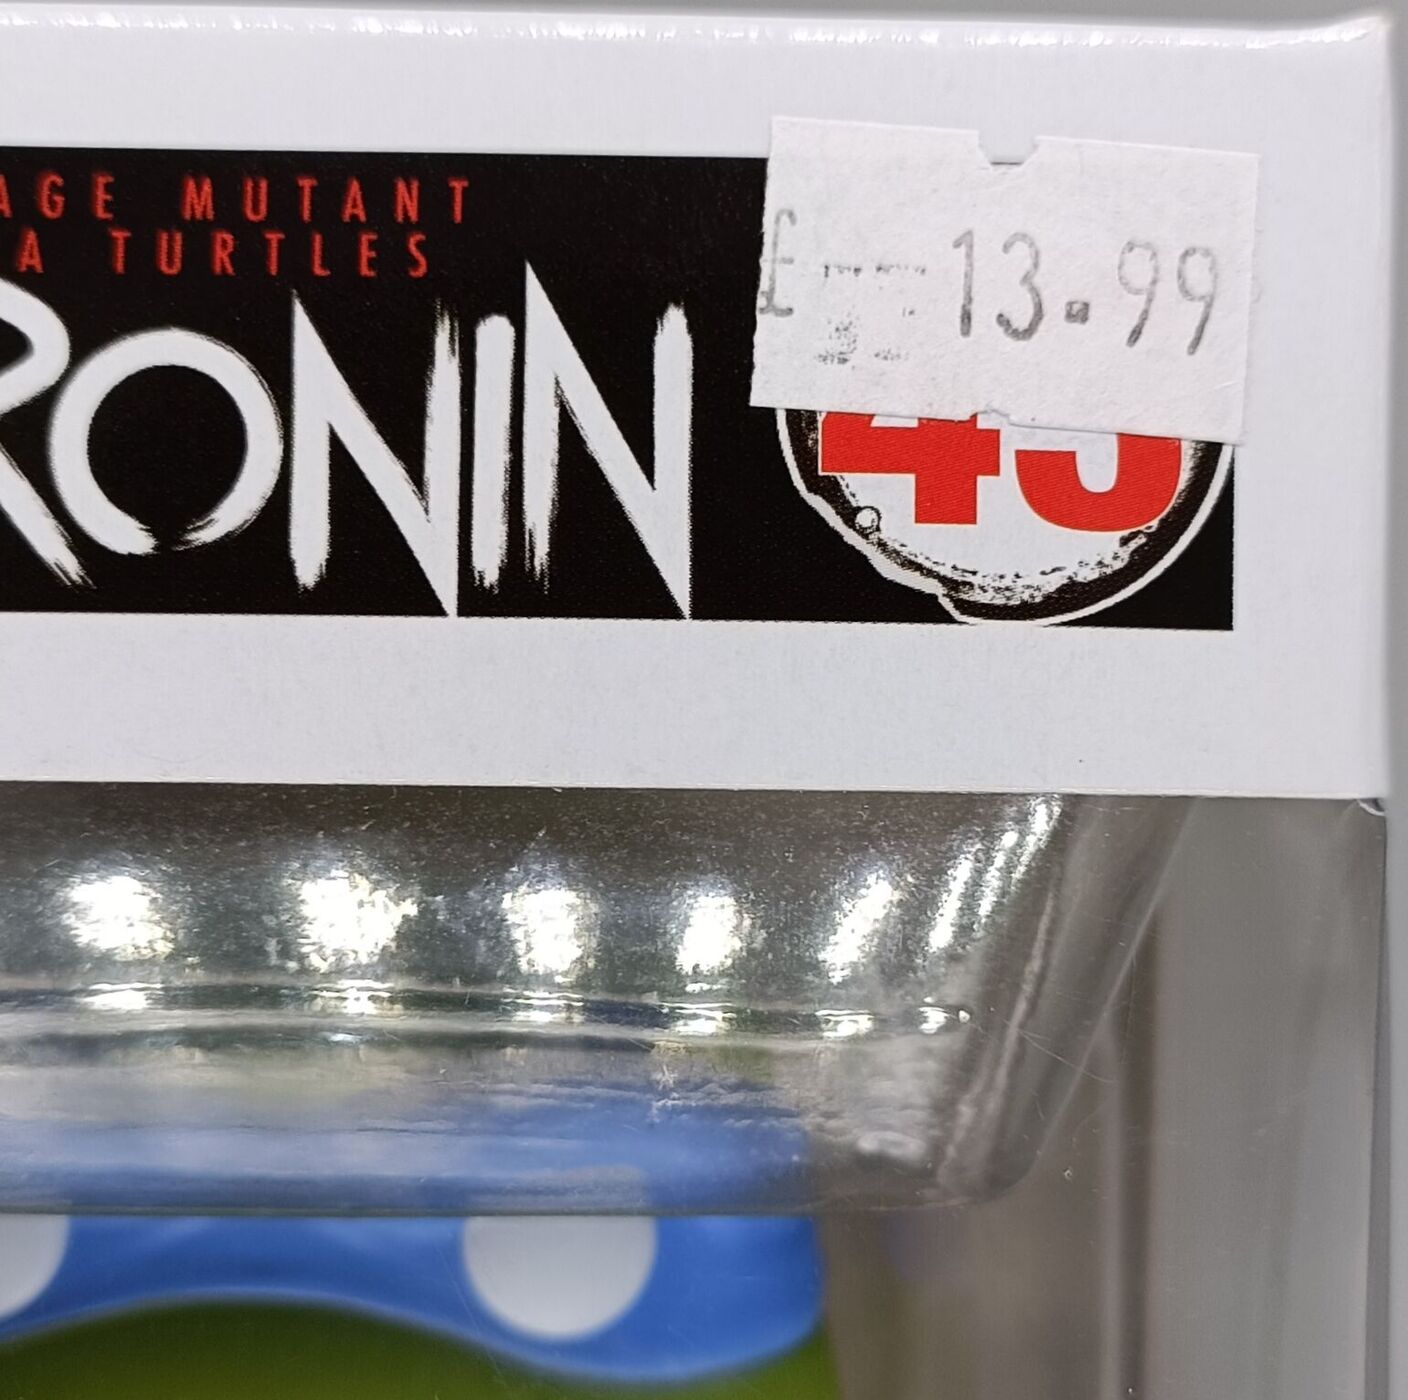 AGE MUTANT
A TURTLES
RONIN
£ 13.99